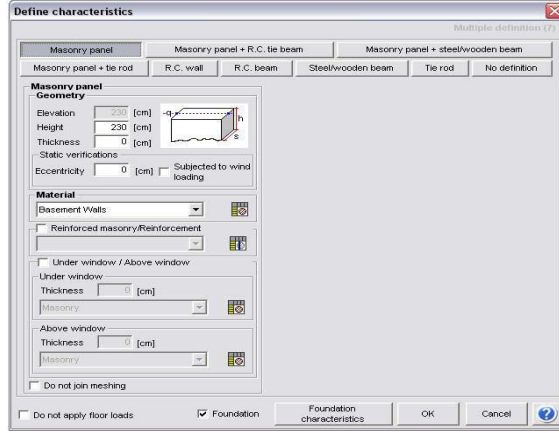 Define characteristics
Multiple definition (7)
Masonry panel
Masonry panel + R.C. tie beam
Masonry panel + steel/wooden beam
Masonry panel + tie rod
R.C. wall
R.C. beam
Steel/wooden beam
Tie rod
No definition
Masonry panel
Geometry
Elevation 230 [cm]
Height 230 [cm]
Thickness 0 [cm]
-q
h
s
Static verifications
Eccentricity 0 [cm]
Subjected to wind
loading
Material
Basement Walls
Reinforced masonry/Reinforcement
Under window / Above window
Under window
Thickness 0 [cm]
Masonry
Above window
Thickness 0 [cm]
Masonry
Do not join meshing
Do not apply floor loads
Foundation
Foundation
characteristics
OK
Cancel
?